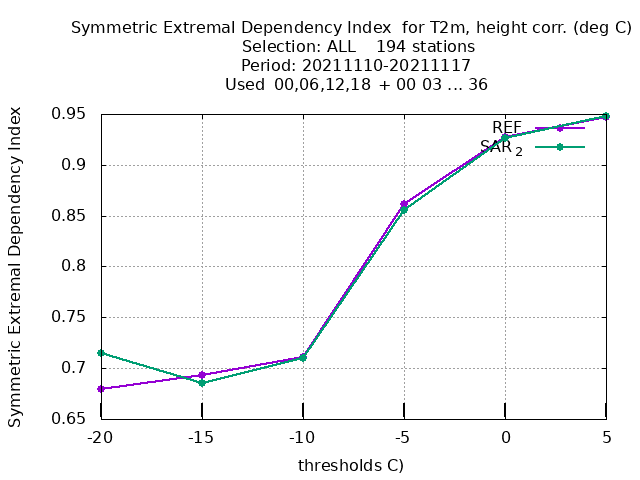 Symmetric Extremal Dependency Index  for T2m, height corr. (deg C)
Selection: ALL    194 stations
Period: 20211110-20211117
Used  00,06,12,18  + 00 03 ... 36
Symmetric Extremal Dependency Index
0.95
0.9
0.85
0.8
0.75
0.7
0.65
REF
SAR 2
-20 -15 -10 -5 0 5
thresholds C)